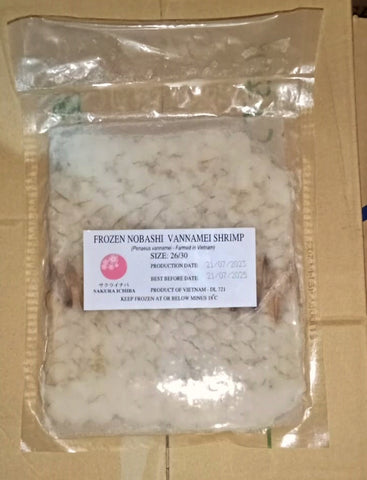 FROZEN NOBASHI VANNAMEI SHRIMP
(Penaeus vannamei - Farmed in Vietnam)
SIZE: 26/30
PRODUCTION DATE: 21/07/2023
BEST BEFORE DATE: 21/07/2025
サクライチバ
SAKURA ICHIBA
PRODUCT OF VIETNAM - DL 721
KEEP FROZEN AT OR BELOW MINUS 18°C